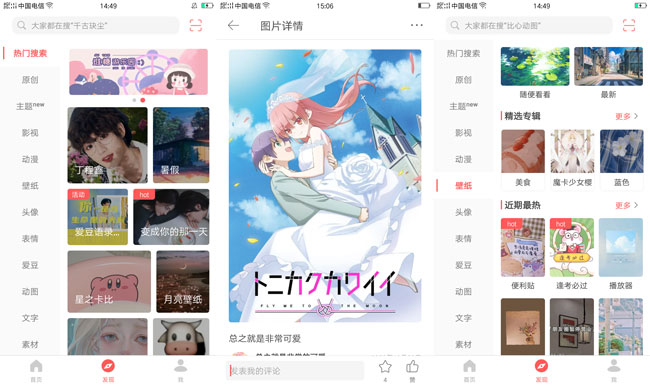 中国电信
14:49
大家都在搜"千古玦尘"
热门搜索
原创
主题new
影视
动漫
壁纸
头像
表情
爱豆
动图
文字
素材
丁程鑫
暑假
活动
爱豆语录...
hot
变成你的那一天
星之卡比
月亮壁纸
首页
发现
我
中国电信
15:06
图片详情
トニカクカワイイ
FLY ME TO THE MOON
总之就是非常可爱
总之就是非常可爱
发表我的评论
4
赞
中国电信
14:49
大家都在搜"比心动图"
热门搜索
原创
主题new
影视
动漫
壁纸
头像
表情
爱豆
动图
文字
素材
随便看看
最新
精选专辑
更多
美食
魔卡少女樱
蓝色
近期最热
更多
hot
便利贴
hot
逢考必过
播放器
首页
发现
我